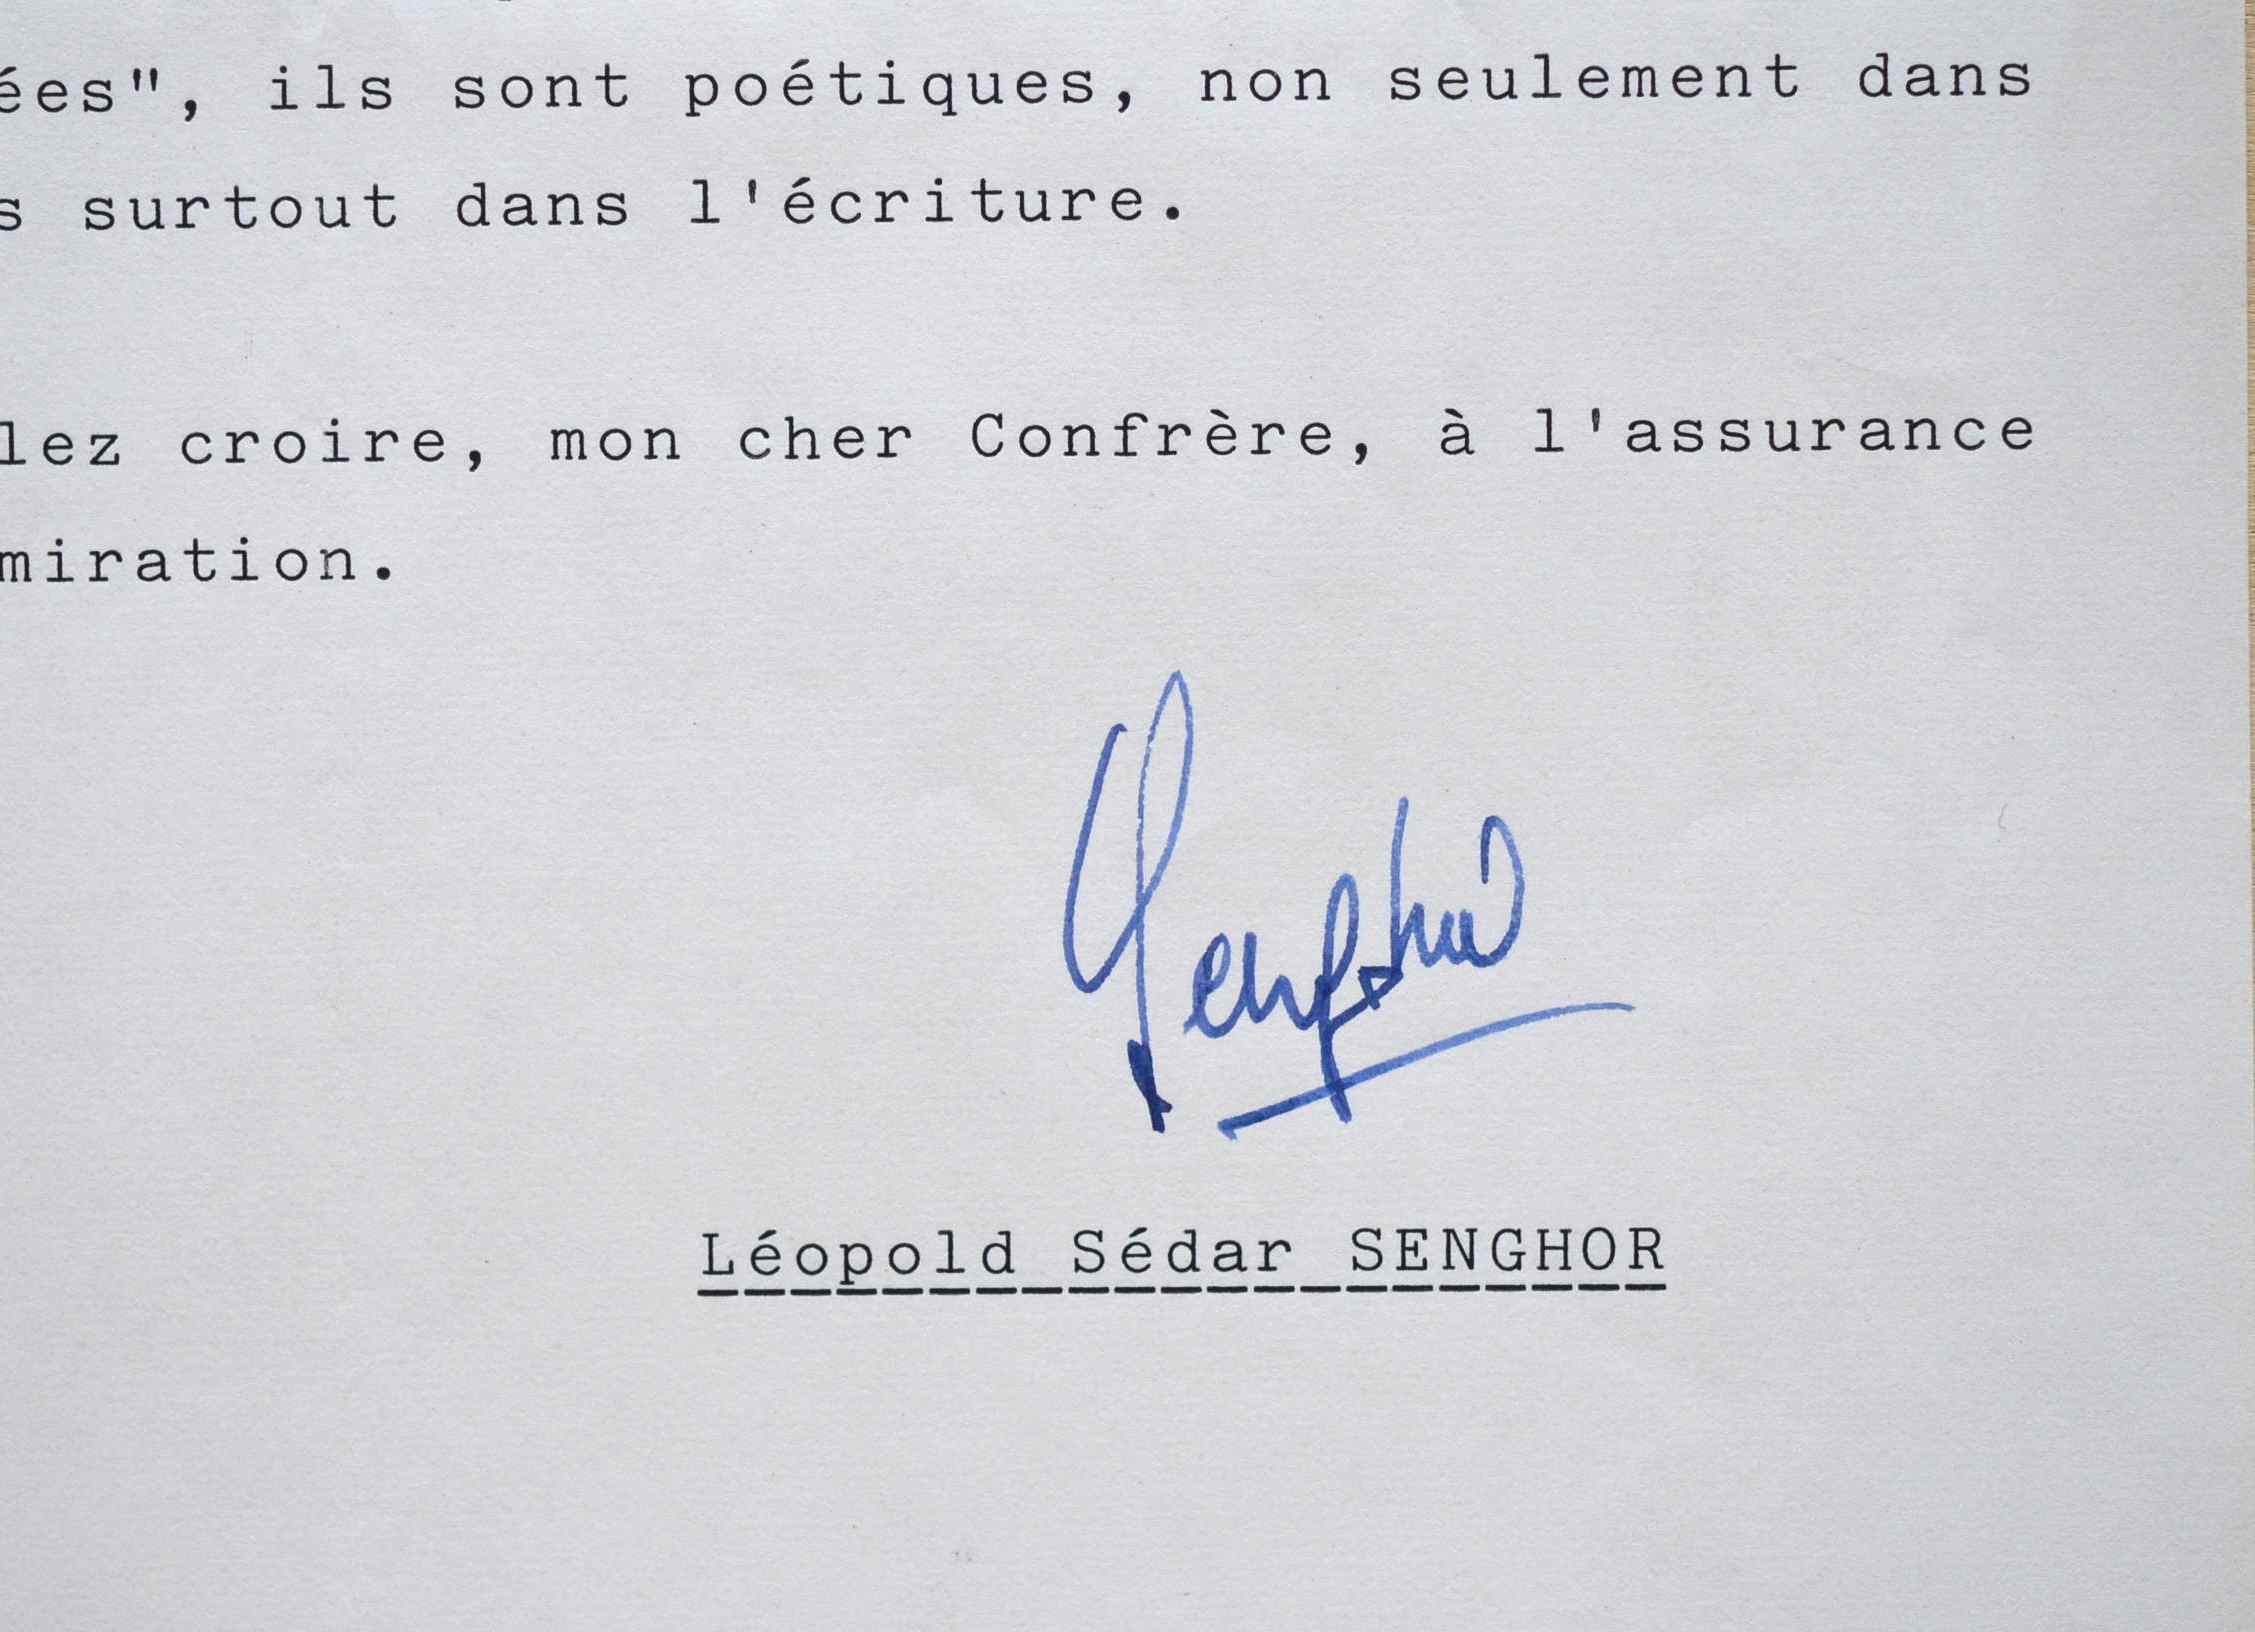 ées", ils sont poétiques, non seulement dans
s surtout dans l'écriture.
lez croire, mon cher Confrère, à l'assurance
miration.
Senghor
Léopold Sédar SENGHOR